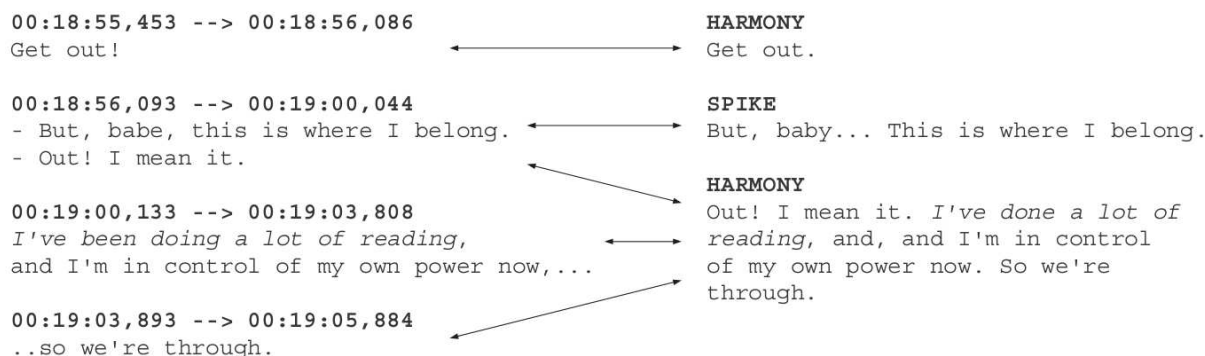 00:18:55,453 --> 00:18:56,086
Get out!
00:18:56,093 --> 00:19:00,044
- But, babe, this is where I belong.
- Out! I mean it.
00:19:00,133 --> 00:19:03,808
I've been doing a lot of reading,
and I'm in control of my own power now,...
00:19:03,893 --> 00:19:05,884
..so we're through.
HARMONY
Get out.
SPIKE
But, baby... This is where I belong.
HARMONY
Out! I mean it. I've done a lot of
reading, and, and I'm in control
of my own power now. So we're
through.